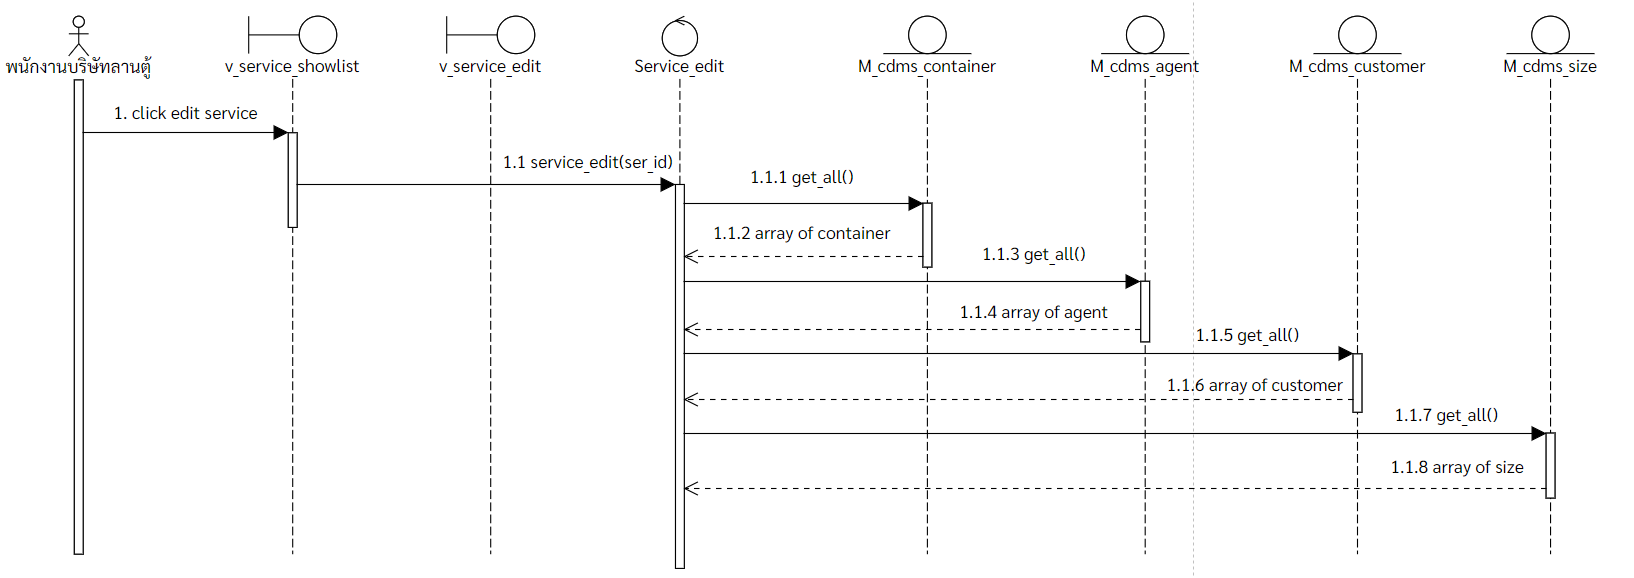 พนักงานบริษัทลานตู้
v_service_showlist
v_service_edit
Service_edit
M_cdms_container
M_cdms_agent
M_cdms_customer
M_cdms_size
1. click edit service
1.1 service_edit(ser_id)
1.1.1 get_all()
1.1.2 array of container
1.1.3 get_all()
1.1.4 array of agent
1.1.5 get_all()
1.1.6 array of customer
1.1.7 get_all()
1.1.8 array of size